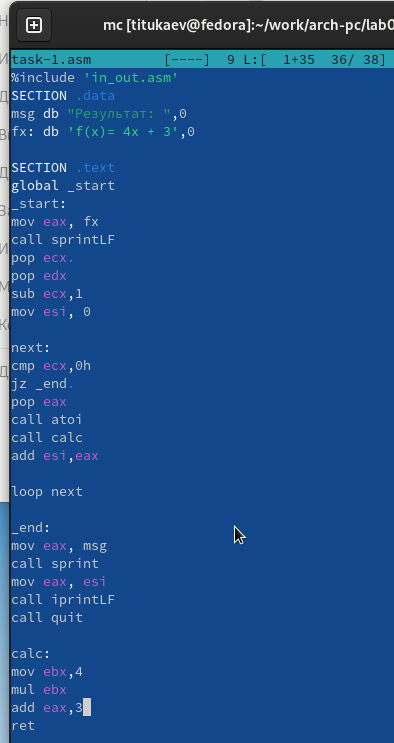 mc [titukaev@fedora]:~/work/arch-pc/lab0
task-1.asm [----] 9 L:[ 1+35 36/ 38]
%include 'in_out.asm'
SECTION .data
msg db "Результат: ",0
fx: db 'f(x)= 4x + 3',0
SECTION .text
global _start
_start:
mov eax, fx
call sprintLF
pop ecx.
pop edx
sub ecx,1
mov esi, 0
next:
cmp ecx,0h
jz _end.
pop eax
call atoi
call calc
add esi,eax
loop next
_end:
mov eax, msg
call sprint
mov eax, esi
call iprintLF
call quit
calc:
mov ebx,4
mul ebx
add eax,3
ret